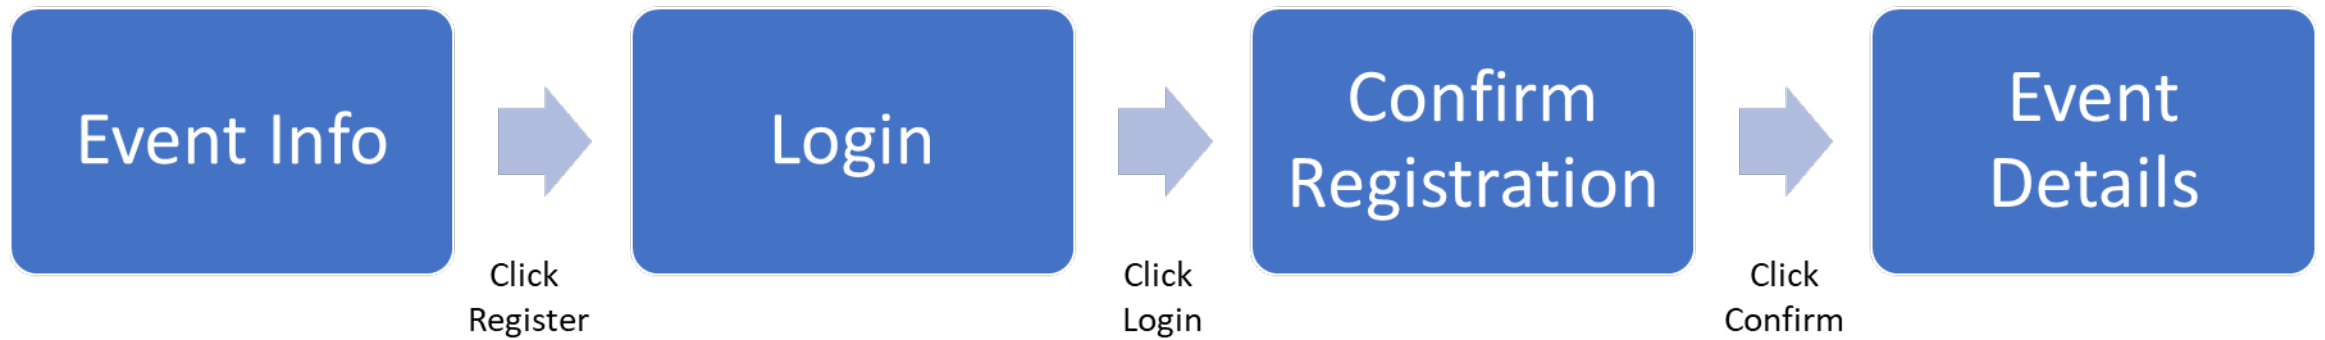 Event Info
Click
Register
Login
Click
Login
Confirm
Registration
Click
Confirm
Event
Details